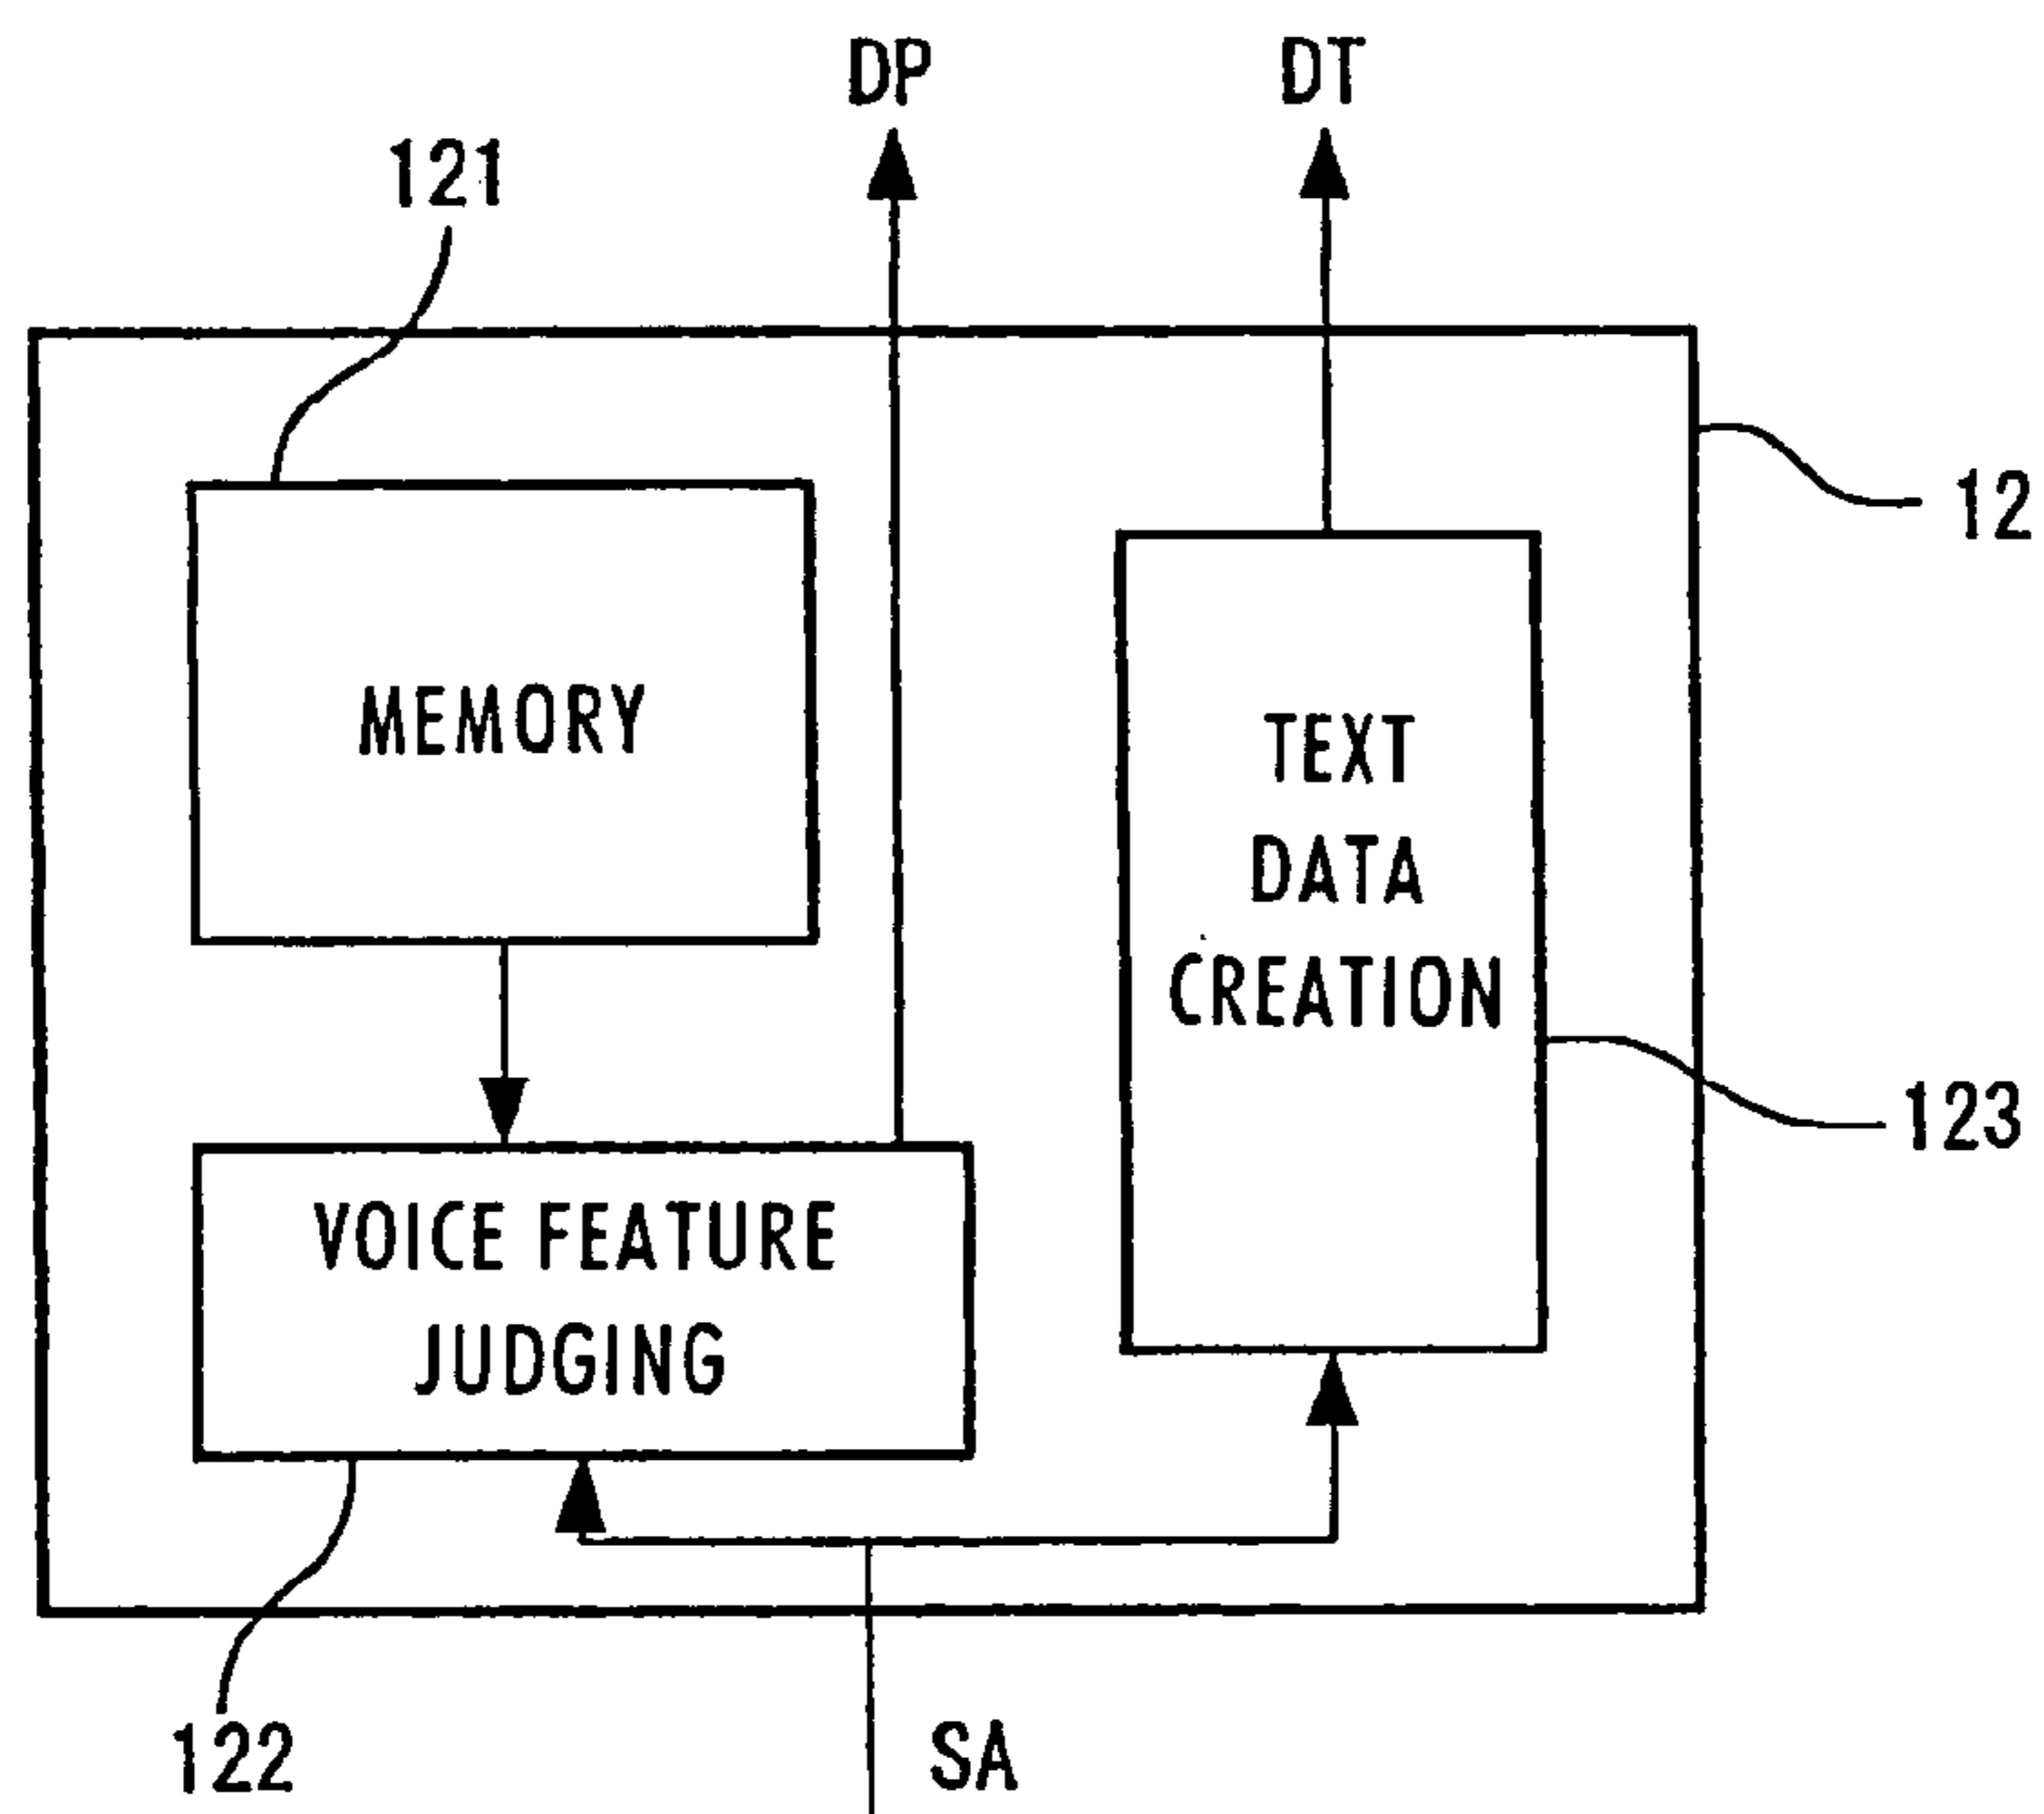 DP
DT
121
12
MEMORY
TEXT
DATA
CREATION
123
VOICE FEATURE
JUDGING
122
SA